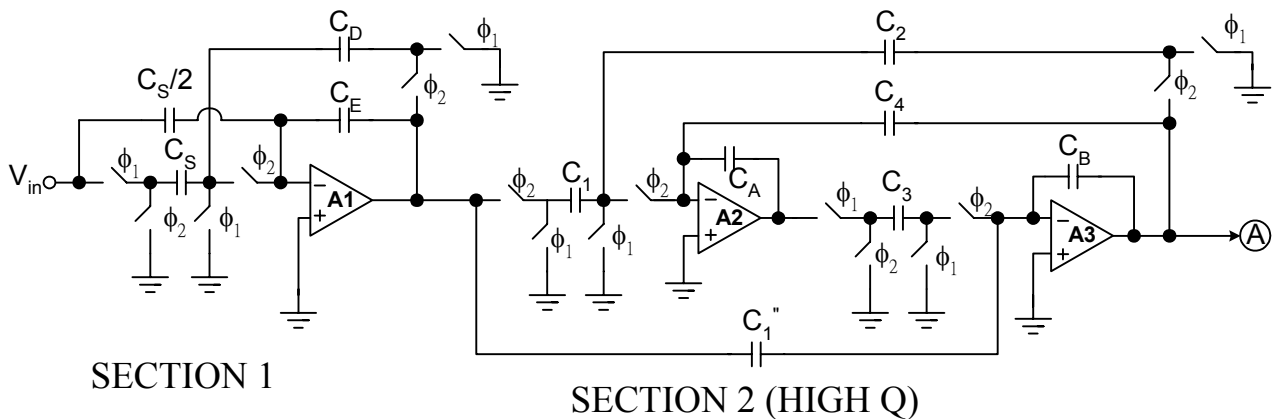 C_D
ϕ_1
C_2
ϕ_1
C_S/2
C_E
ϕ_2
C_4
ϕ_2
V_in
ϕ_1
C_S
ϕ_2
A1
ϕ_2
ϕ_1
ϕ_2
C_1
ϕ_2
ϕ_1
ϕ_1
C_A
A2
ϕ_1
C_3
ϕ_2
ϕ_2
ϕ_1
C_B
A3
A
C_1"
SECTION 1
SECTION 2 (HIGH Q)